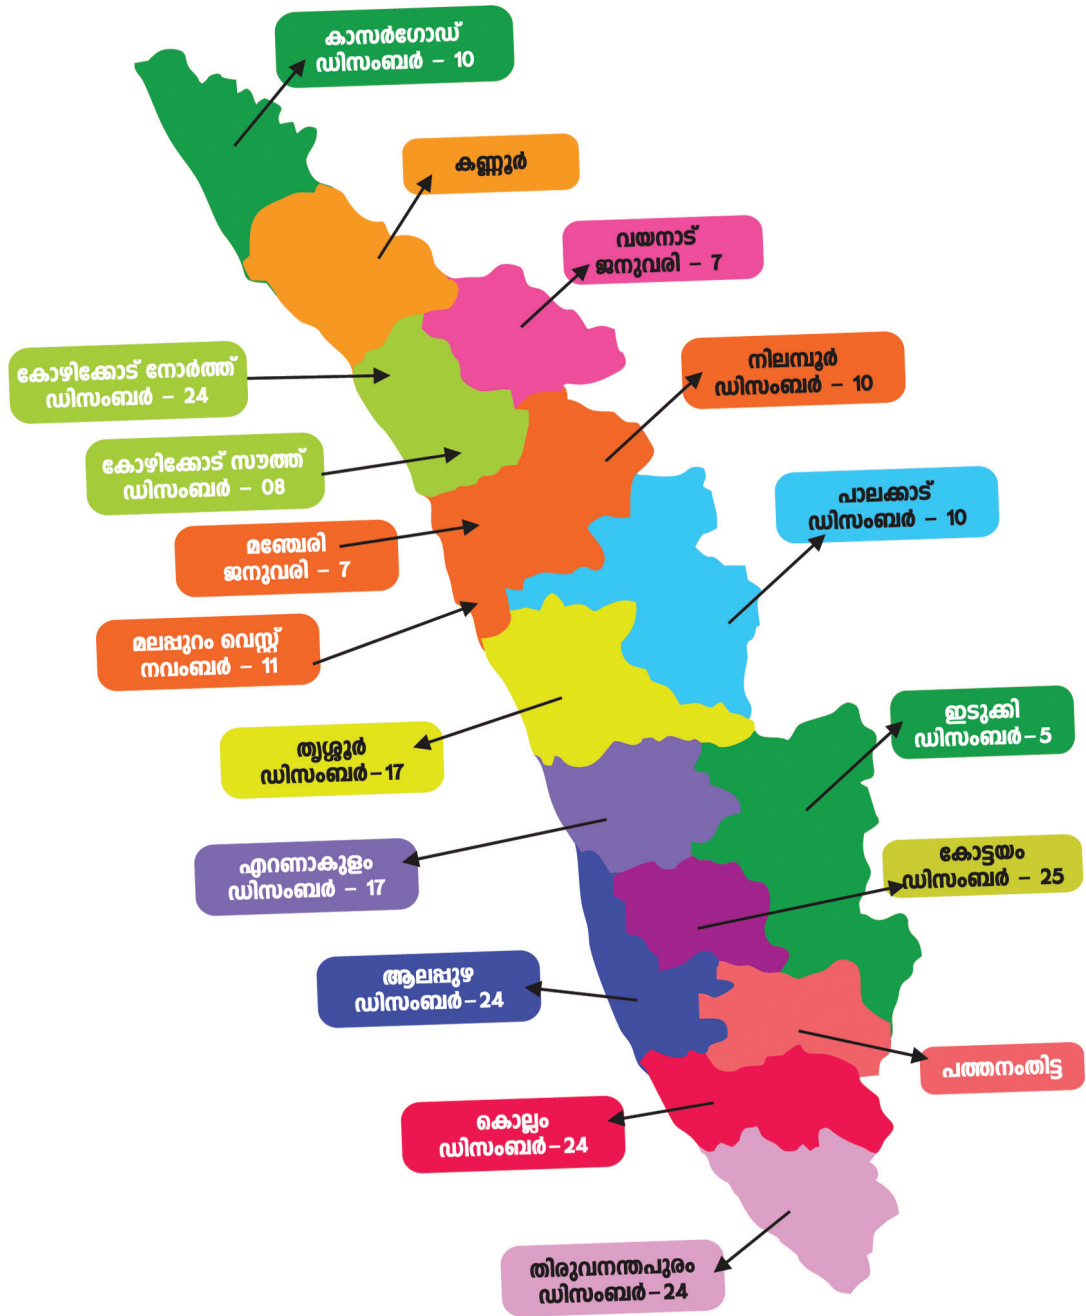 കാസർഗോഡ്
ഡിസംബർ – 10
കണ്ണൂർ
വയനാട്
ജനുവരി – 7
കോഴിക്കോട് നോർത്ത്
ഡിസംബർ – 24
നിലമ്പൂർ
ഡിസംബർ – 10
കോഴിക്കോട് സൗത്ത്
ഡിസംബർ – 08
പാലക്കാട്
ഡിസംബർ – 10
മഞ്ചേരി
ജനുവരി – 7
മലപ്പുറം വെസ്റ്റ്
നവംബർ – 11
ഇടുക്കി
ഡിസംബർ–5
തൃശ്ശൂർ
ഡിസംബർ–17
എറണാകുളം
ഡിസംബർ – 17
കോട്ടയം
ഡിസംബർ – 25
ആലപ്പുഴ
ഡിസംബർ–24
പത്തനംതിട്ട
കൊല്ലം
ഡിസംബർ–24
തിരുവനന്തപുരം
ഡിസംബർ–24